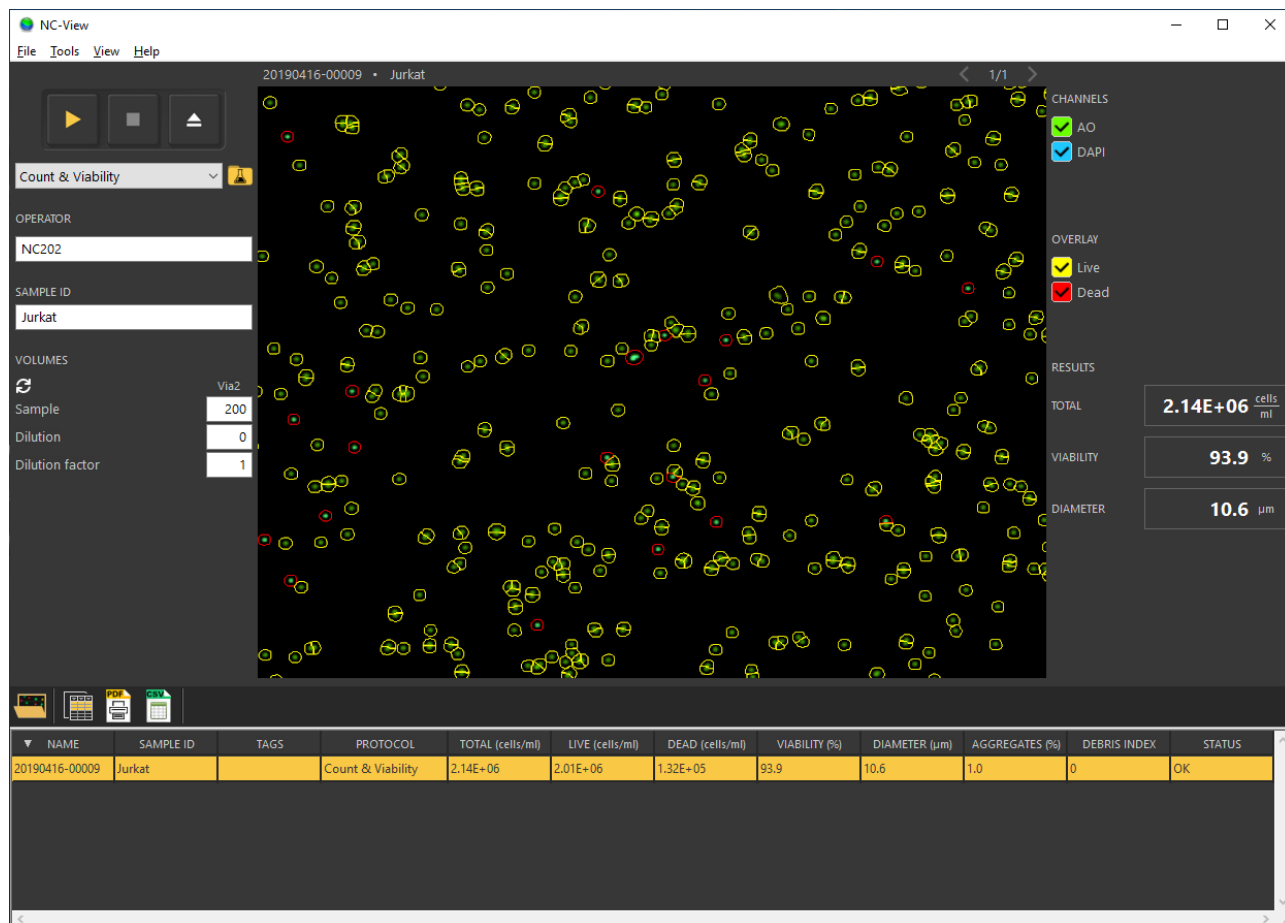 NC-View
File Tools View Help
20190416-00009 • Jurkat 1/1
Count & Viability
OPERATOR
NC202
SAMPLE ID
Jurkat
VOLUMES
Via2
Sample 200
Dilution 0
Dilution factor 1
CHANNELS
AO
DAPI
OVERLAY
Live
Dead
RESULTS
TOTAL 2.14E+06 cells/ml
VIABILITY 93.9 %
DIAMETER 10.6 µm
PDF
CSV
NAME SAMPLE ID TAGS PROTOCOL TOTAL (cells/ml) LIVE (cells/ml) DEAD (cells/ml) VIABILITY (%) DIAMETER (µm) AGGREGATES (%) DEBRIS INDEX STATUS
20190416-00009 Jurkat Count & Viability 2.14E+06 2.01E+06 1.32E+05 93.9 10.6 1.0 0 OK